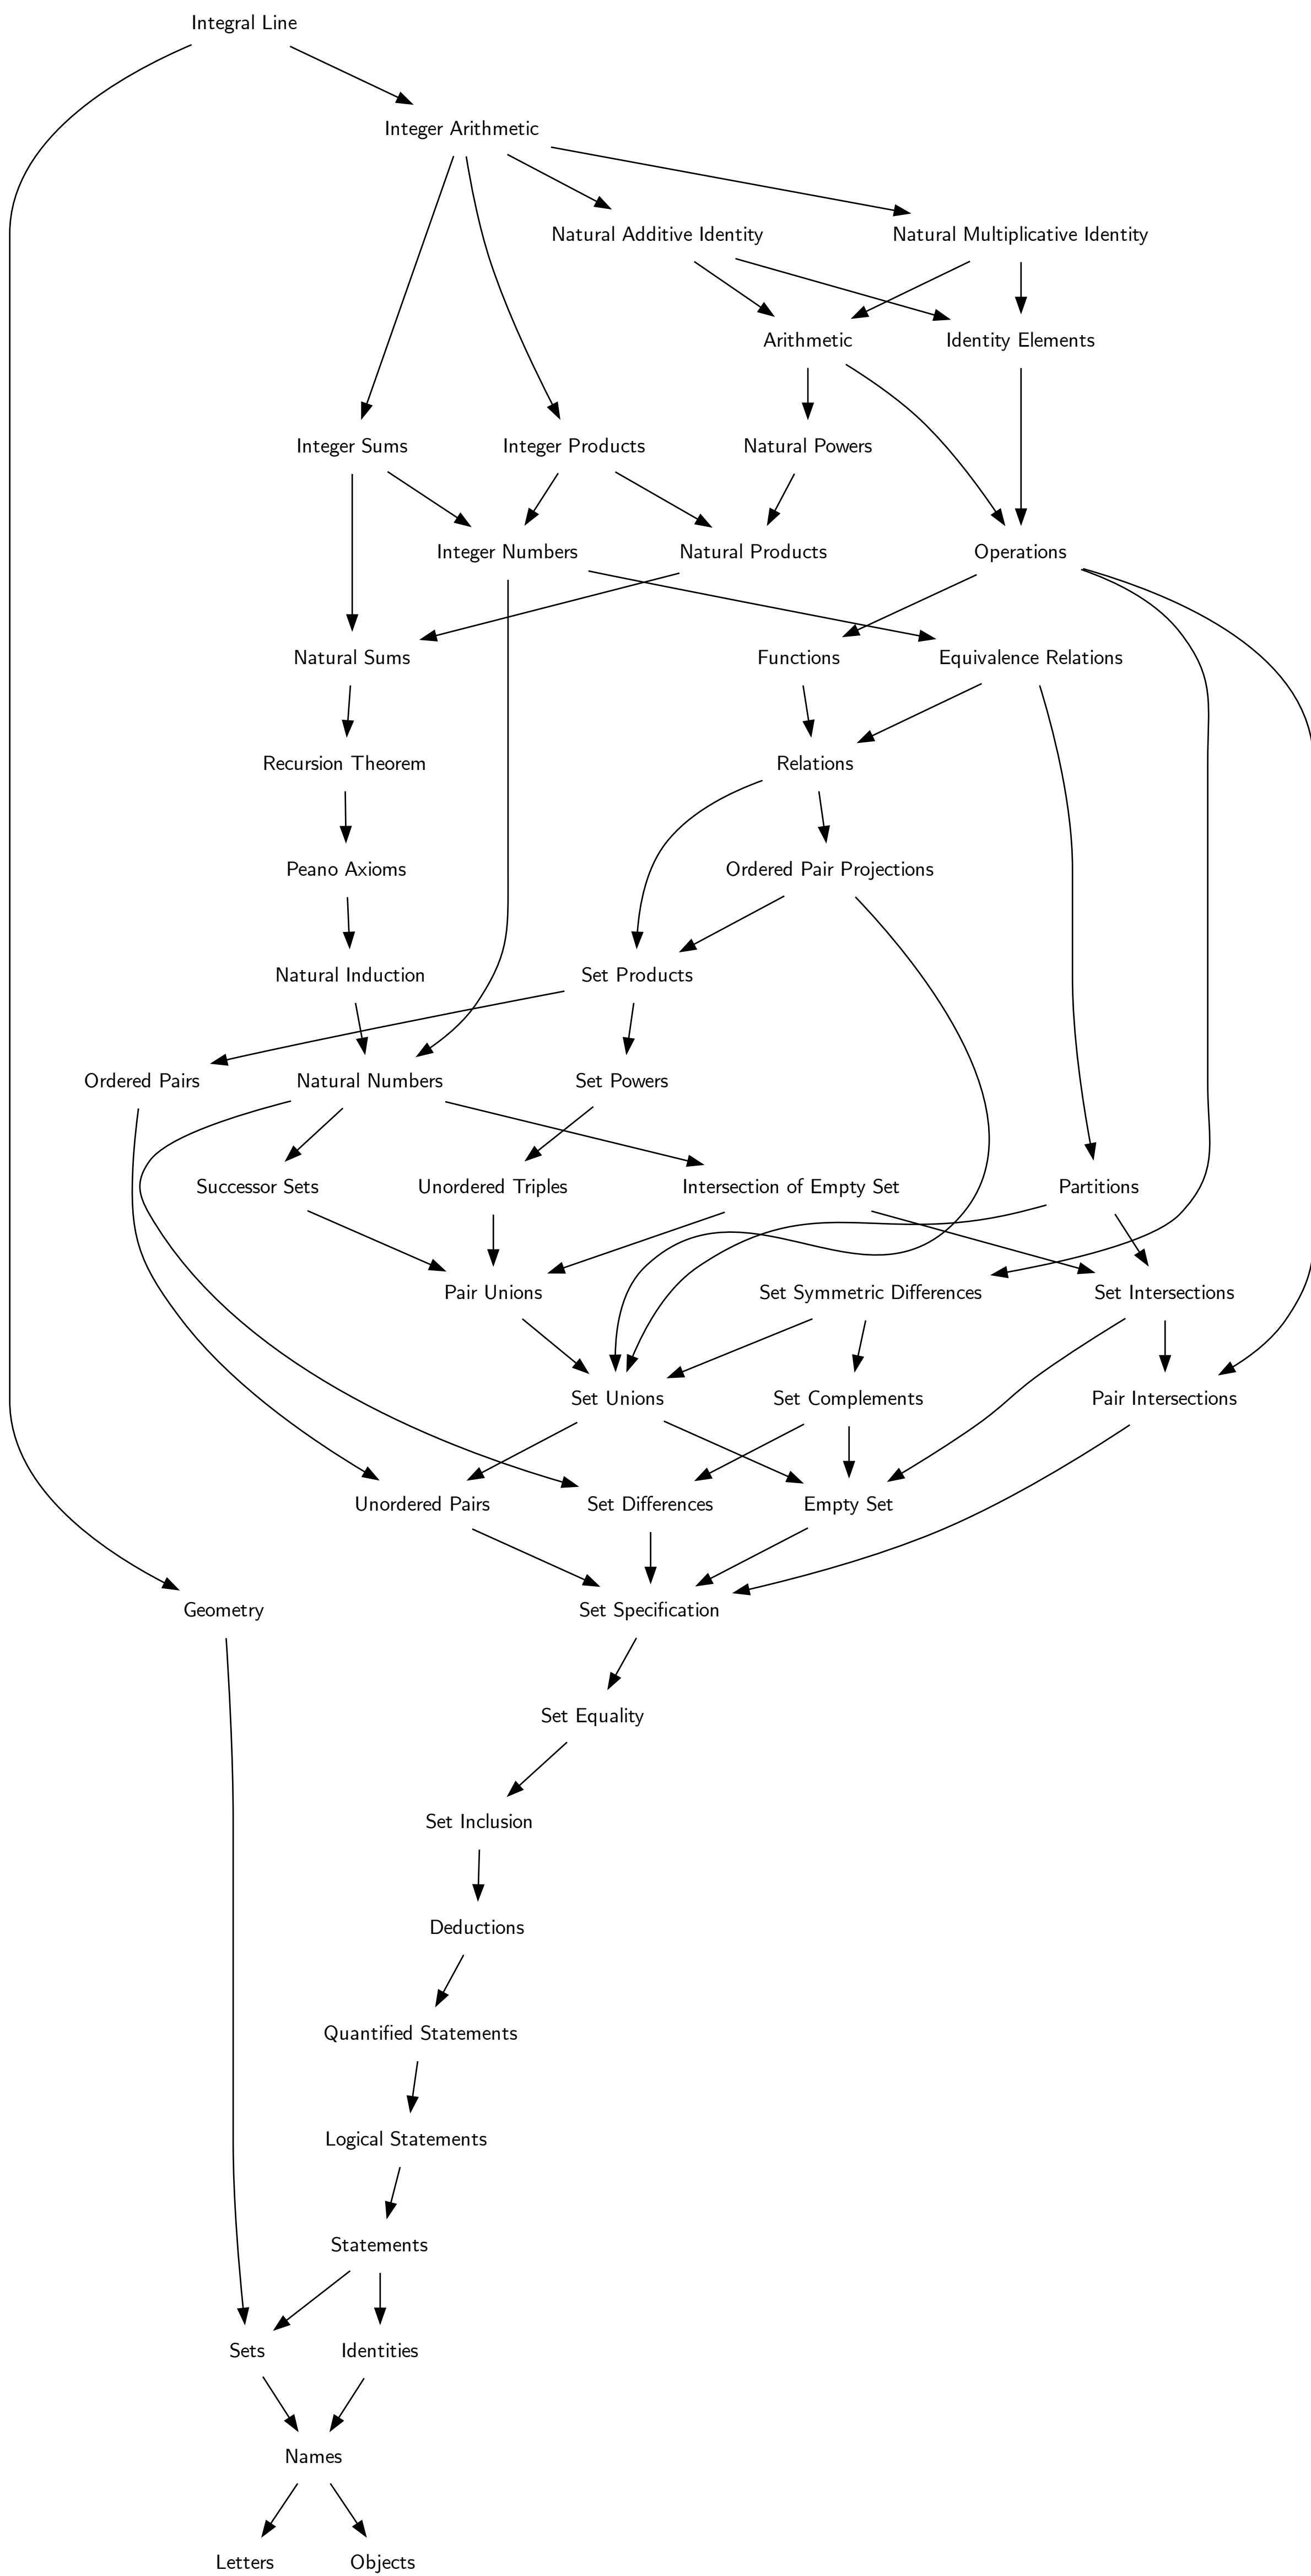 Integral Line
Integer Arithmetic
Natural Additive Identity
Natural Multiplicative Identity
Arithmetic
Identity Elements
Integer Sums
Integer Products
Natural Powers
Integer Numbers
Natural Products
Operations
Natural Sums
Functions
Equivalence Relations
Recursion Theorem
Relations
Peano Axioms
Ordered Pair Projections
Natural Induction
Set Products
Ordered Pairs
Natural Numbers
Set Powers
Successor Sets
Unordered Triples
Intersection of Empty Set
Partitions
Pair Unions
Set Symmetric Differences
Set Intersections
Set Unions
Set Complements
Pair Intersections
Unordered Pairs
Set Differences
Empty Set
Geometry
Set Specification
Set Equality
Set Inclusion
Deductions
Quantified Statements
Logical Statements
Statements
Sets
Identities
Names
Letters
Objects